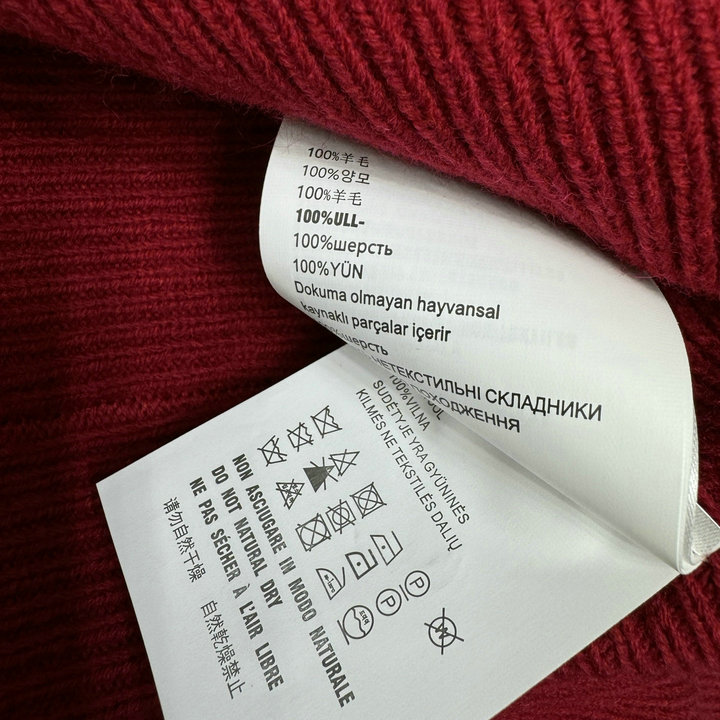 100%羊毛
100%양모
100%羊毛
100%ULL-
100%шерсть
100%YÜN
Dokuma olmayan hayvansal
kaynaklı parçalar içerir
шерсть
НЕТЕКСТИЛЬНІ СКЛАДНИКИ
ПОХОДЖЕННЯ
100%VILNA
SUDĖTYJE YRA GYŪNINĖS
KILMĖS NE TEKSTILĖS DALIŲ
P
P
W
NON ASCIUGARE IN MODO NATURALE
DO NOT NATURAL DRY
NE PAS SÉCHER À L'AIR LIBRE
请勿自然干燥
自然乾燥禁止